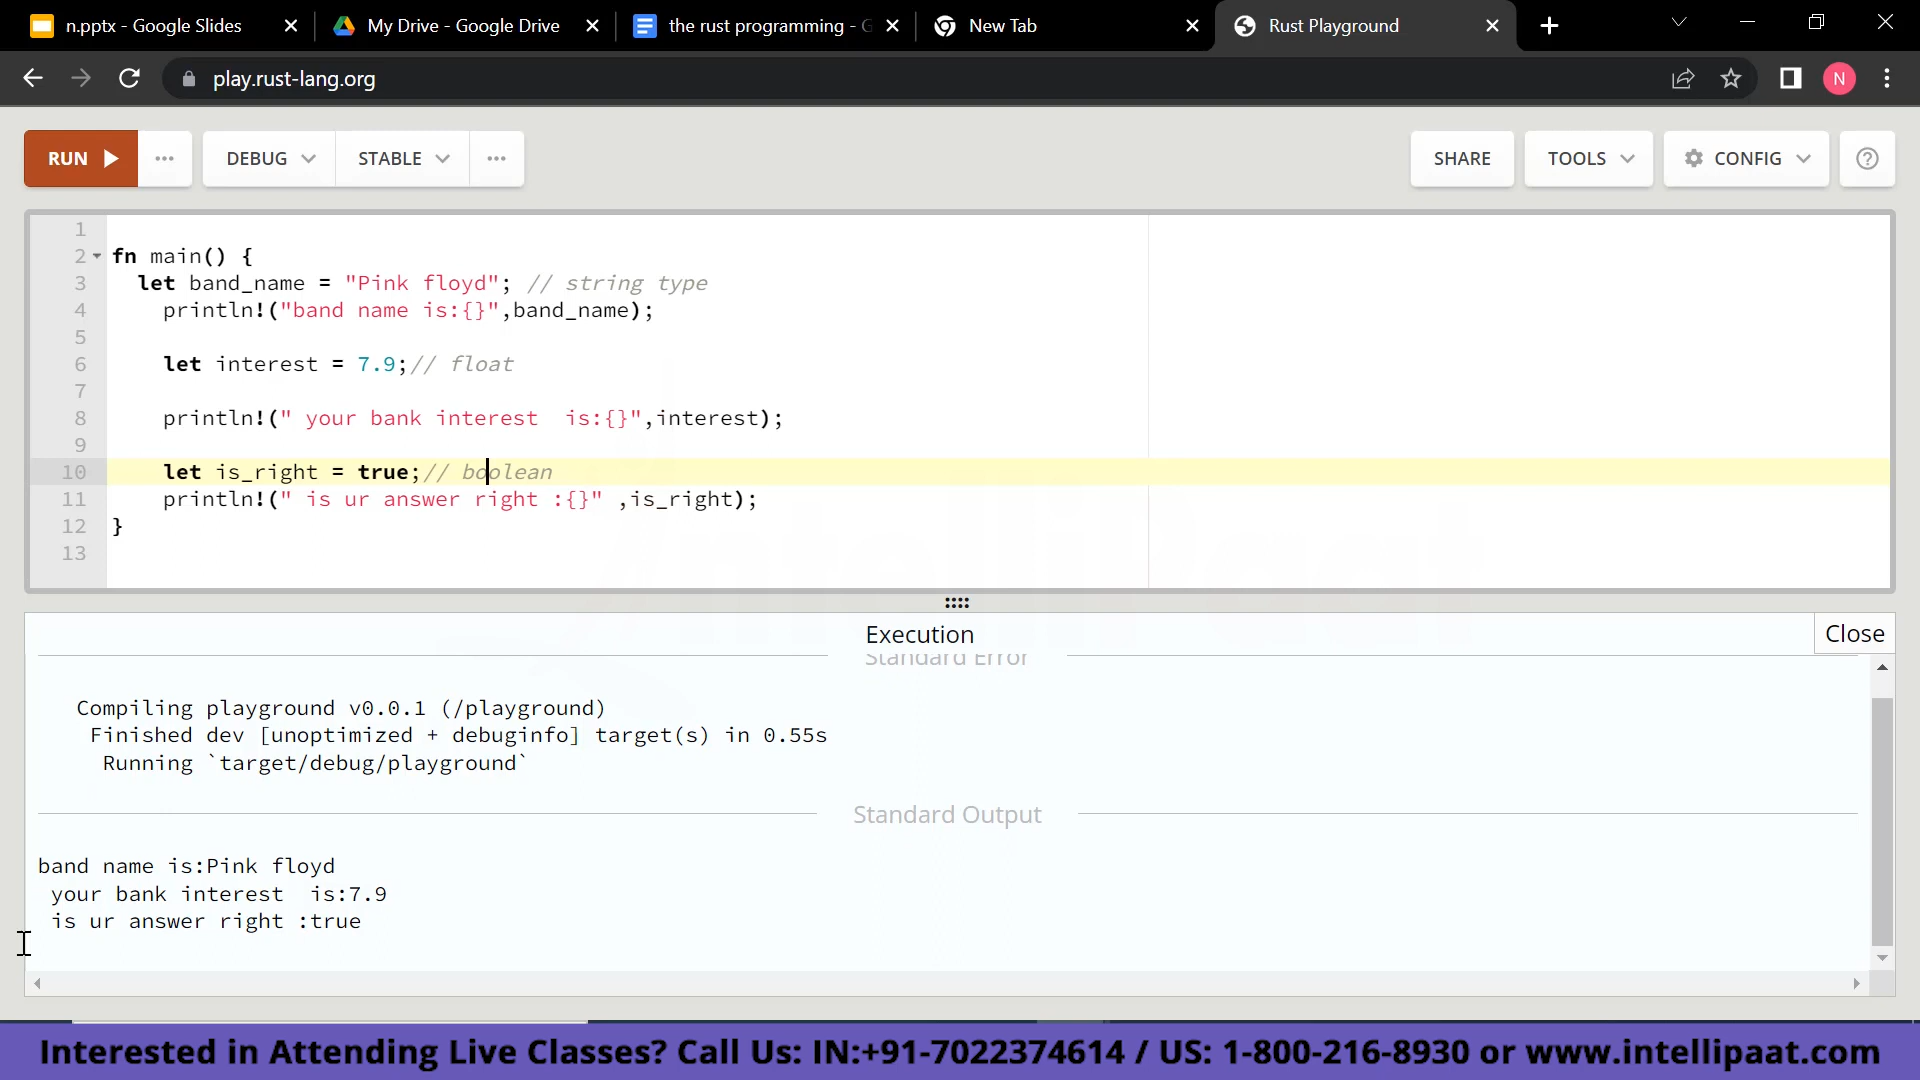 n.pptx - Google Slides
My Drive - Google Drive
the rust programming - G
New Tab
Rust Playground
play.rust-lang.org
N
RUN
DEBUG
STABLE
SHARE
TOOLS
CONFIG
1
2 fn main() {
3 let band_name = "Pink floyd"; // string type
4 println!("band name is:{}",band_name);
5
6 let interest = 7.9;// float
7
8 println!(" your bank interest  is:{}",interest);
9
10 let is_right = true;// boolean
11 println!(" is ur answer right :{}" ,is_right);
12 }
13
Execution
Close
Standard Error
Compiling playground v0.0.1 (/playground)
Finished dev [unoptimized + debuginfo] target(s) in 0.55s
Running `target/debug/playground`
Standard Output
band name is:Pink floyd
your bank interest  is:7.9
is ur answer right :true
IntelliPaat
Interested in Attending Live Classes? Call Us: IN:+91-7022374614 / US: 1-800-216-8930 or www.intellipaat.com